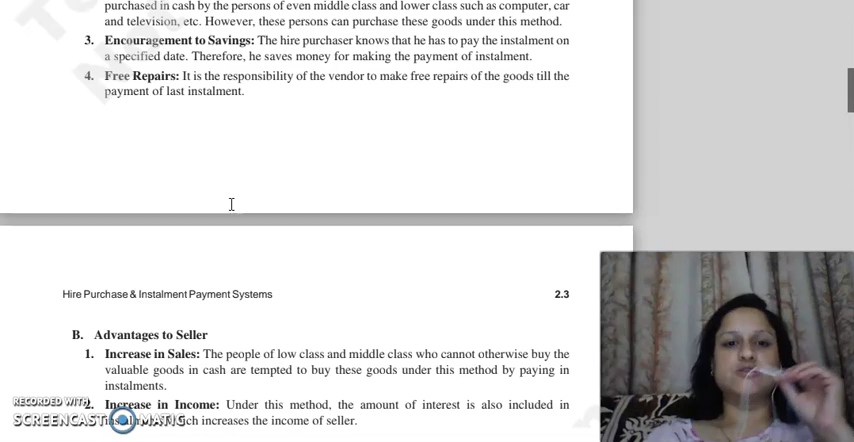 purchased in cash by the persons of even middle class and lower class such as computer, car
and television, etc. However, these persons can purchase these goods under this method.
3. Encouragement to Savings: The hire purchaser knows that he has to pay the instalment on
a specified date. Therefore, he saves money for making the payment of instalment.
4. Free Repairs: It is the responsibility of the vendor to make free repairs of the goods till the
payment of last instalment.
Hire Purchase & Instalment Payment Systems 2.3
B. Advantages to Seller
1. Increase in Sales: The people of low class and middle class who cannot otherwise buy the
valuable goods in cash are tempted to buy these goods under this method by paying in
instalments.
2. Increase in Income: Under this method, the amount of interest is also included in
which increases the income of seller.
RECORDED WITH
SCREENCAST MATIC